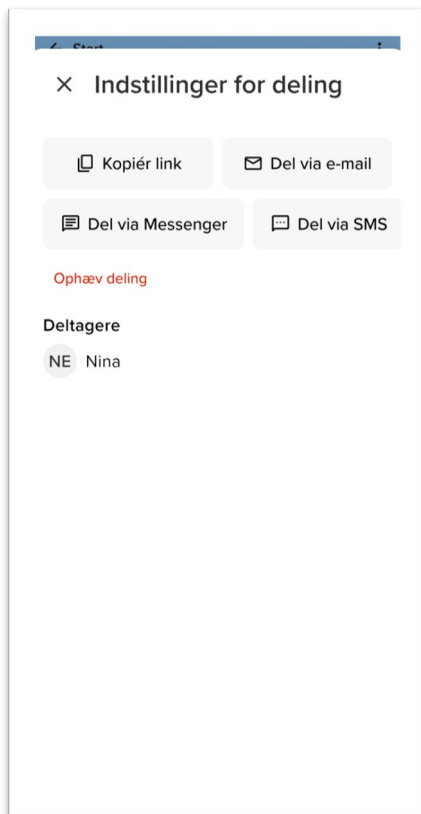 Start
Indstillinger for deling
Kopiér link
Del via e-mail
Del via Messenger
Del via SMS
Ophæv deling
Deltagere
NE Nina